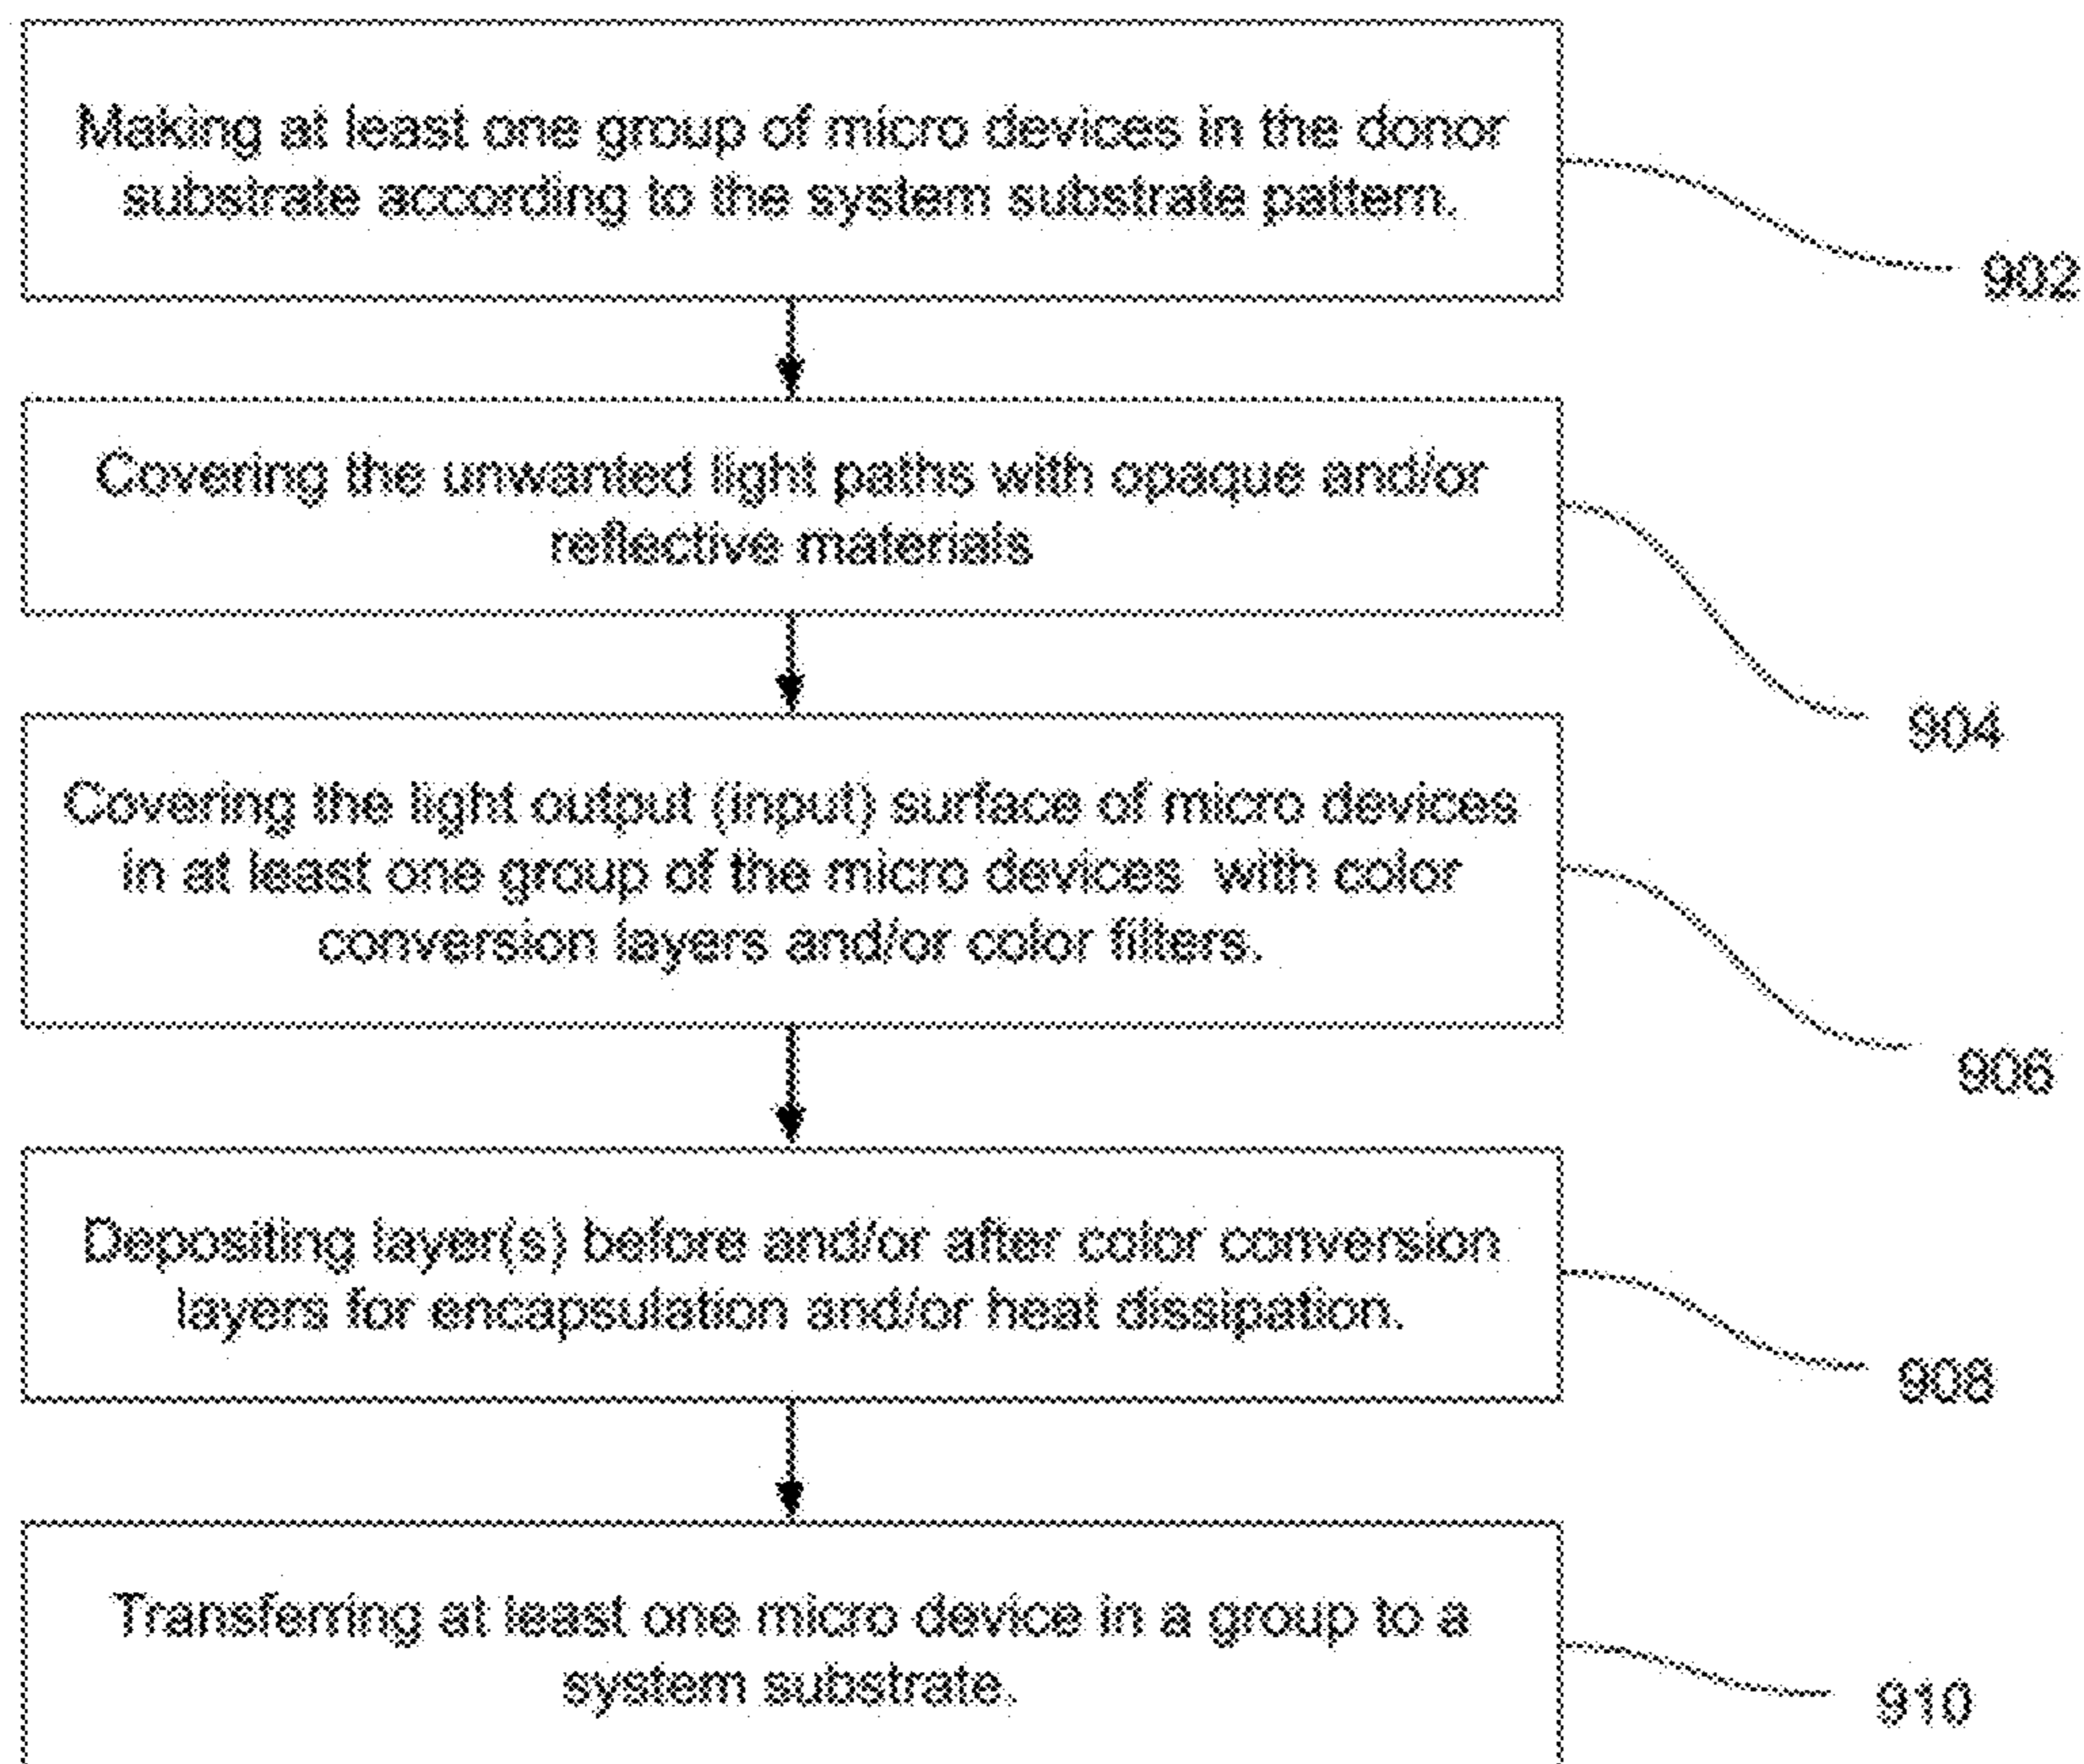 Making at least one group of micro devices in the donor
substrate according to the system substrate pattern.
902
Covering the unwanted light paths with opaque and/or
reflective materials
904
Covering the light output (input) surface of micro devices
in at least one group of the micro devices with color
conversion layers and/or color filters.
906
Depositing layer(s) before and/or after color conversion
layers for encapsulation and/or heat dissipation.
908
Transferring at least one micro device in a group to a
system substrate.
910